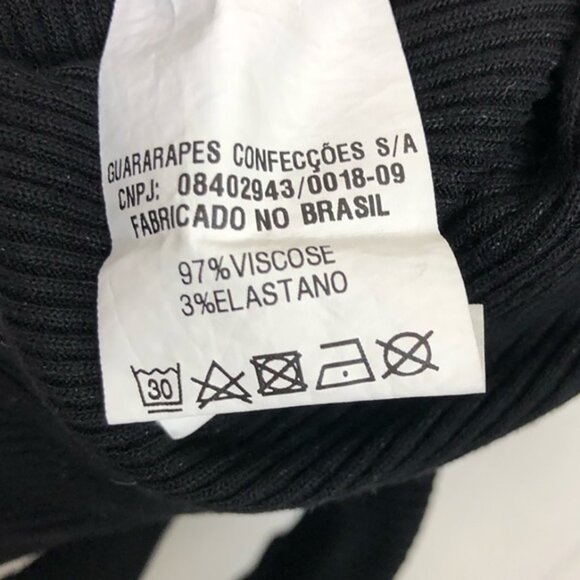 GUARARAPES CONFECÇÕES S/A
CNPJ: 08402943/0018-09
FABRICADO NO BRASIL
97%VISCOSE
3%ELASTANO
30